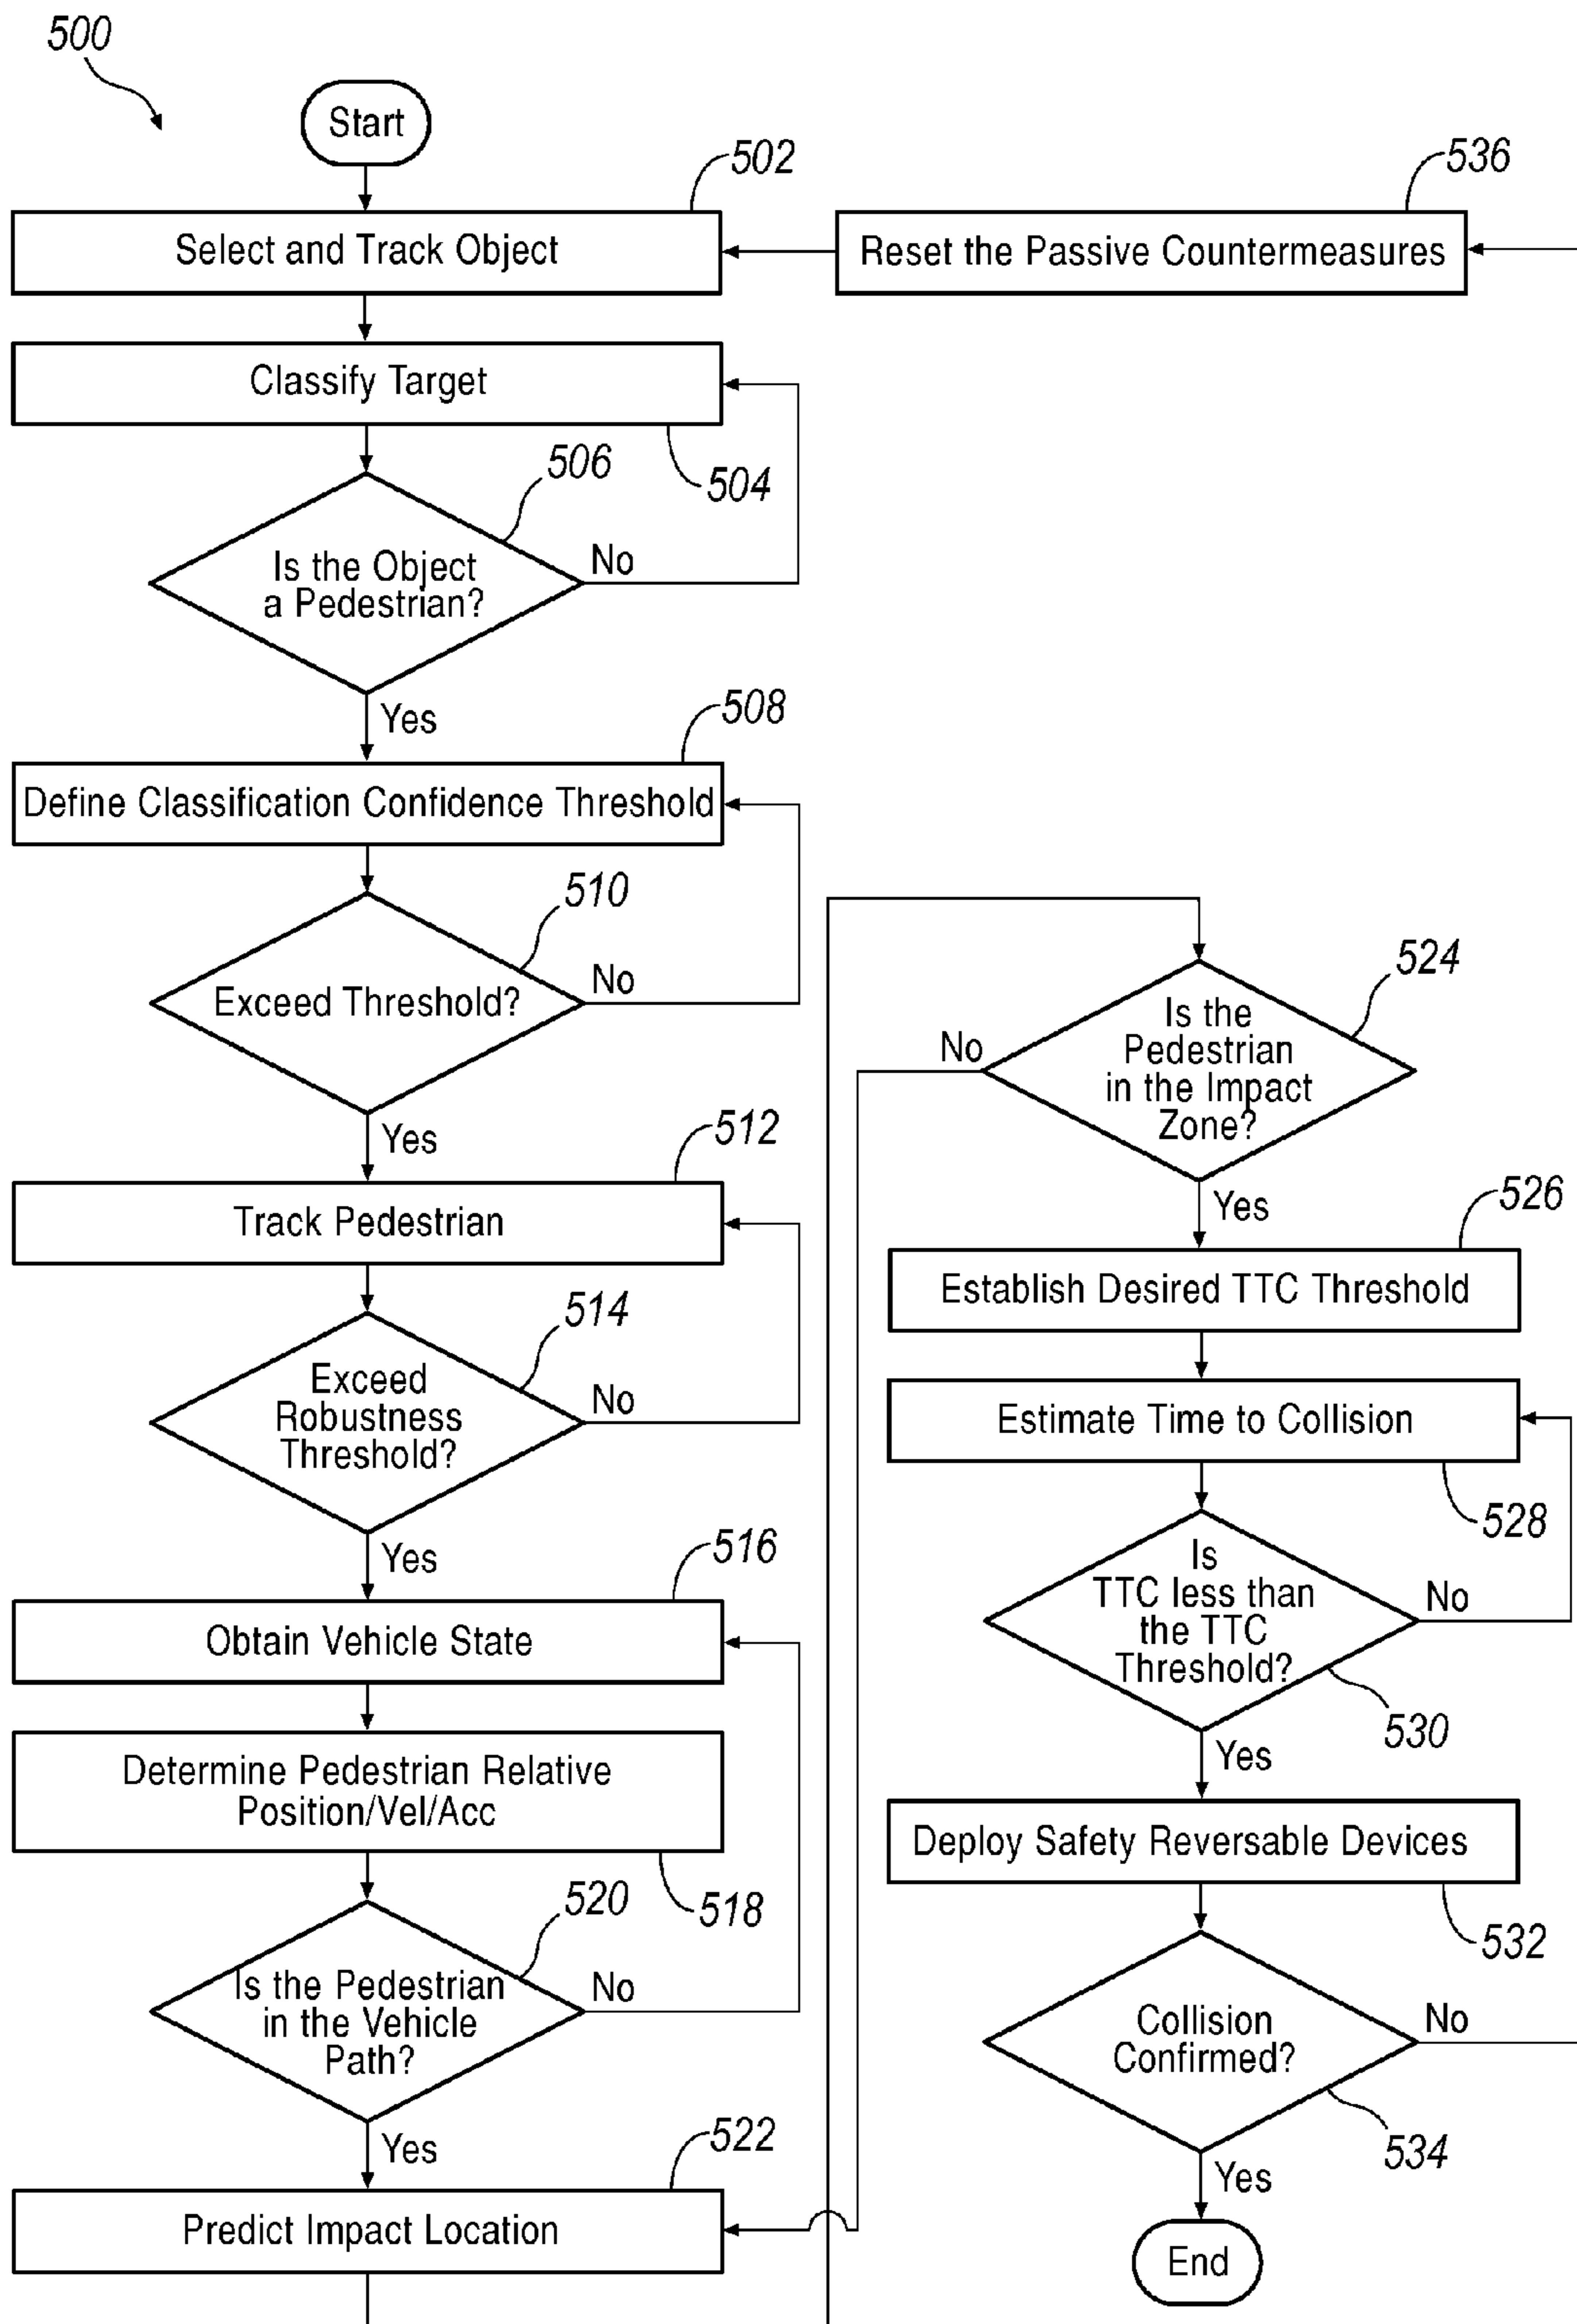 500
Start
502
Select and Track Object
536
Reset the Passive Countermeasures
Classify Target
504
506
Is the Object
a Pedestrian?
No
Yes
508
Define Classification Confidence Threshold
510
Exceed Threshold?
No
Yes
512
Track Pedestrian
514
Exceed
Robustness
Threshold?
No
Yes
516
Obtain Vehicle State
Determine Pedestrian Relative
Position/Vel/Acc
518
520
Is the Pedestrian
in the Vehicle
Path?
No
Yes
522
Predict Impact Location
524
Is the
Pedestrian
in the Impact
Zone?
No
Yes
526
Establish Desired TTC Threshold
Estimate Time to Collision
528
Is
TTC less than
the TTC
Threshold?
No
530
Yes
Deploy Safety Reversable Devices
532
Collision
Confirmed?
No
534
Yes
End